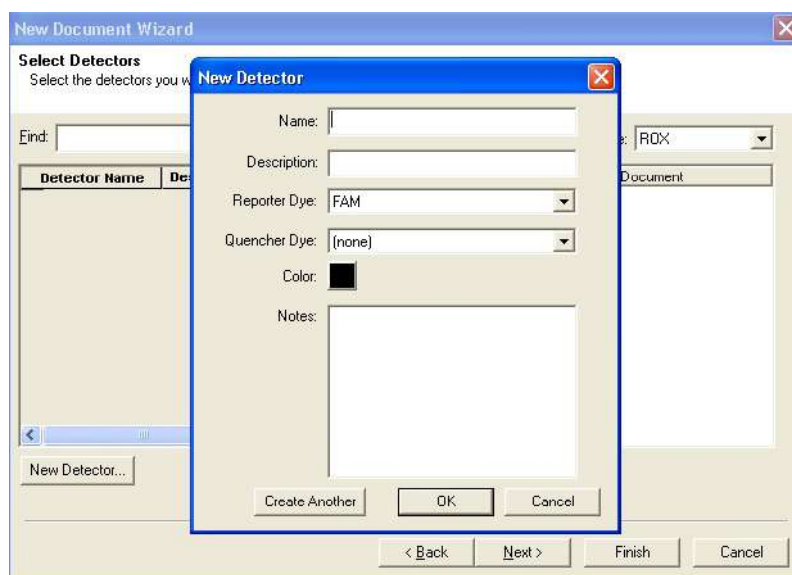 New Document Wizard
Select Detectors
Select the detectors you w
New Detector
Name:
Description:
Reporter Dye: FAM
Quencher Dye: (none)
Color:
Notes:
Create Another OK Cancel
Find:
e: ROX
Detector Name Des
Document
New Detector...
< Back Next > Finish Cancel